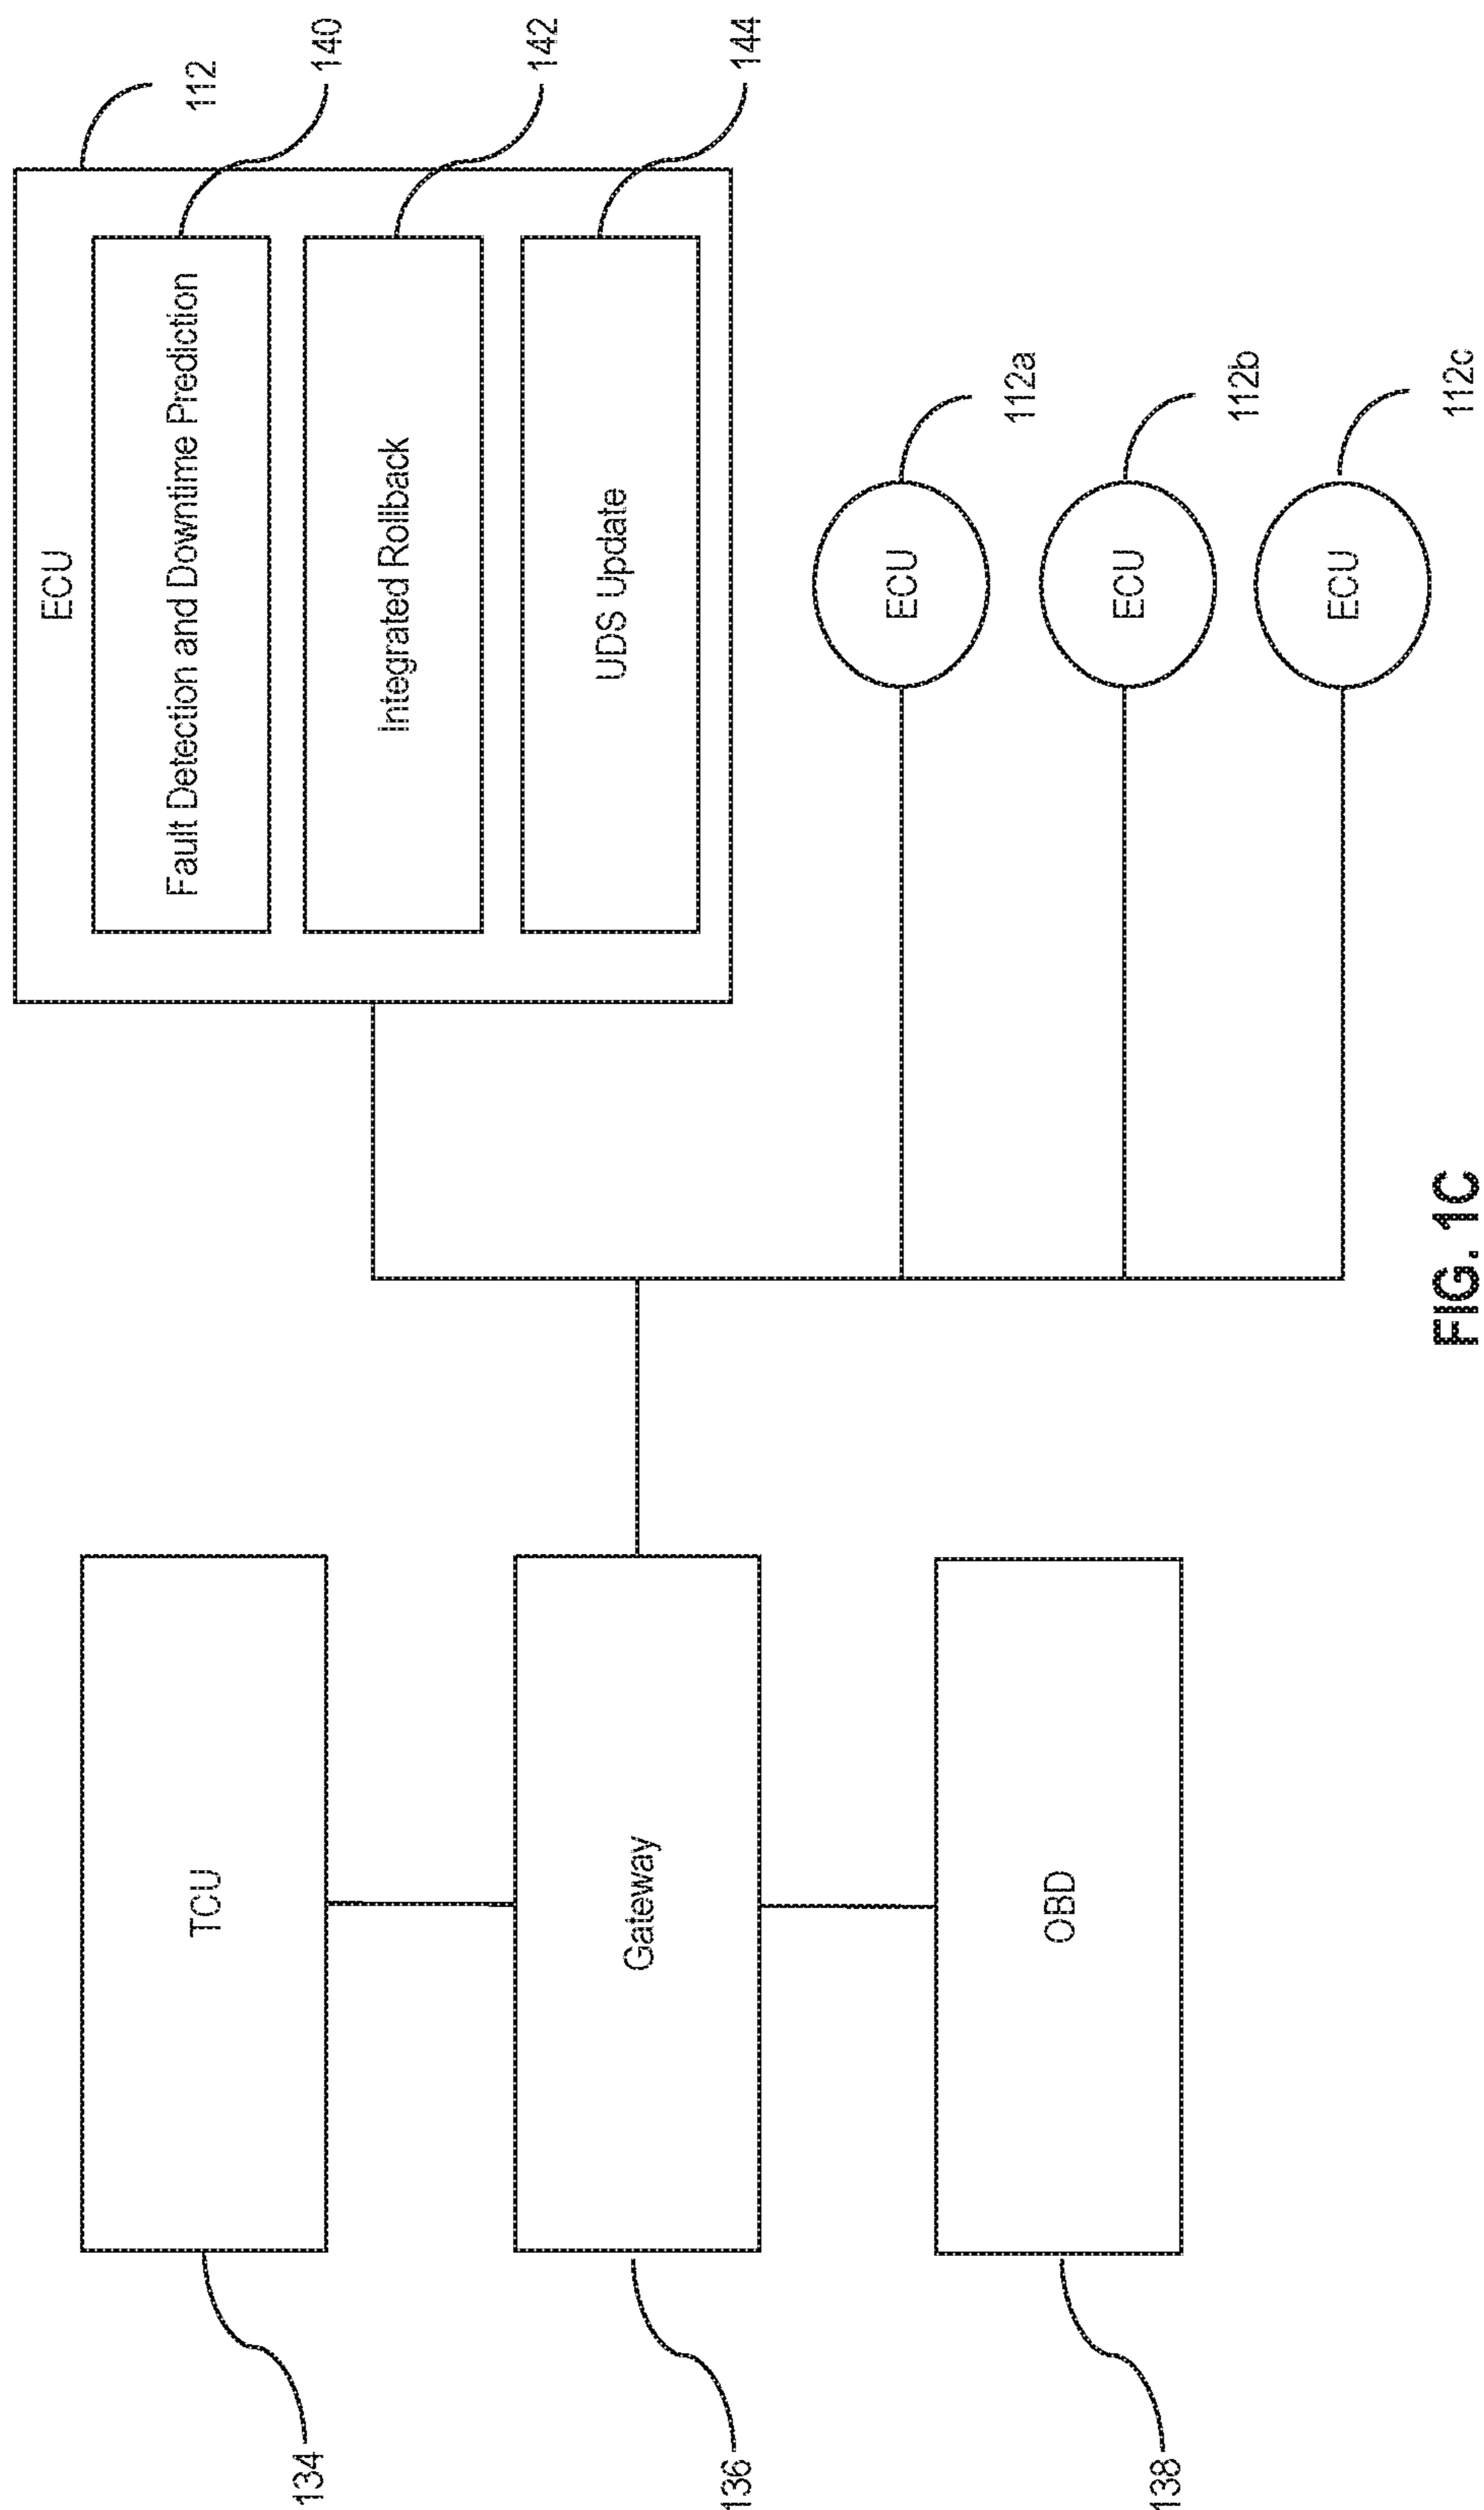 134
TCU
136
Gateway
138
OBD
ECU
112
Fault Detection and Downtime Prediction
140
Integrated Rollback
142
UDS Update
144
ECU
112a
ECU
112b
ECU
112c
FIG. 1C